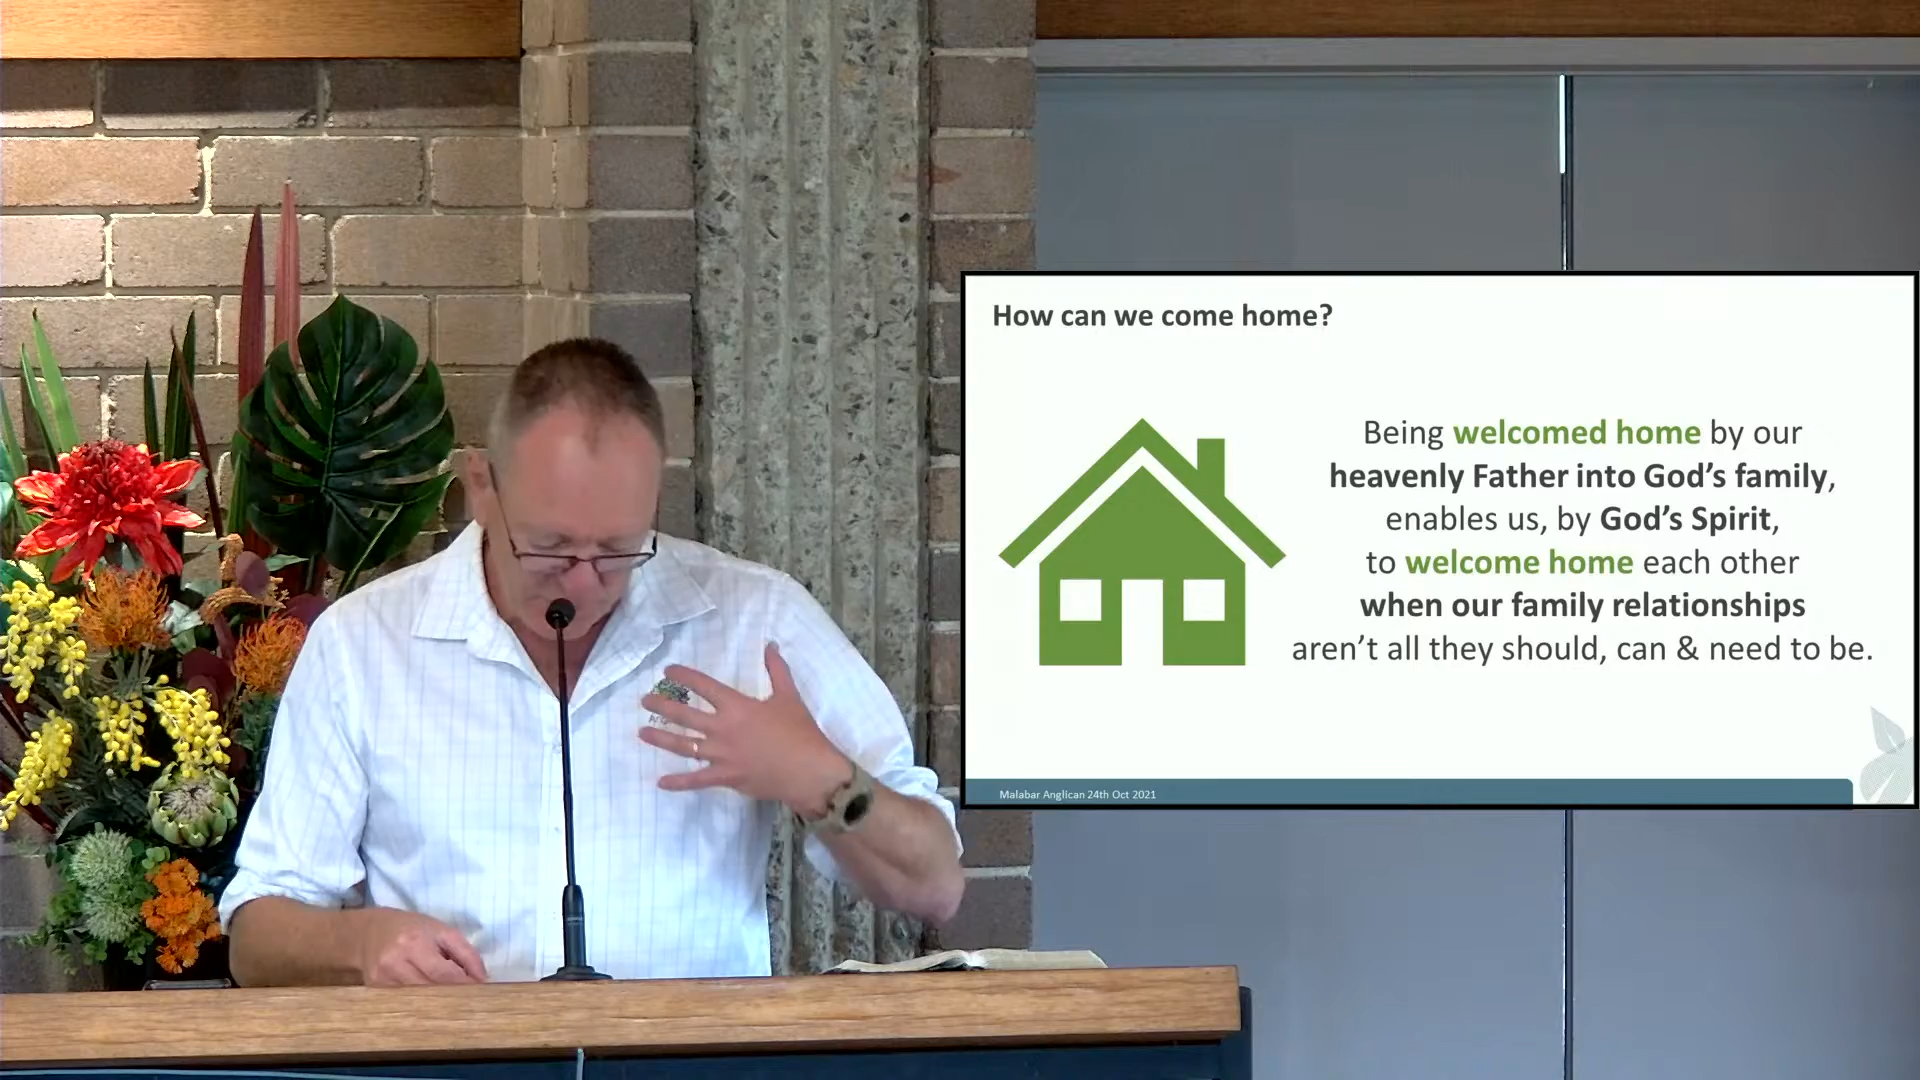 How can we come home?
Being welcomed home by our
heavenly Father into God's family,
enables us, by God's Spirit,
to welcome home each other
when our family relationships
aren't all they should, can & need to be.
Malabar Anglican 24th Oct 2021